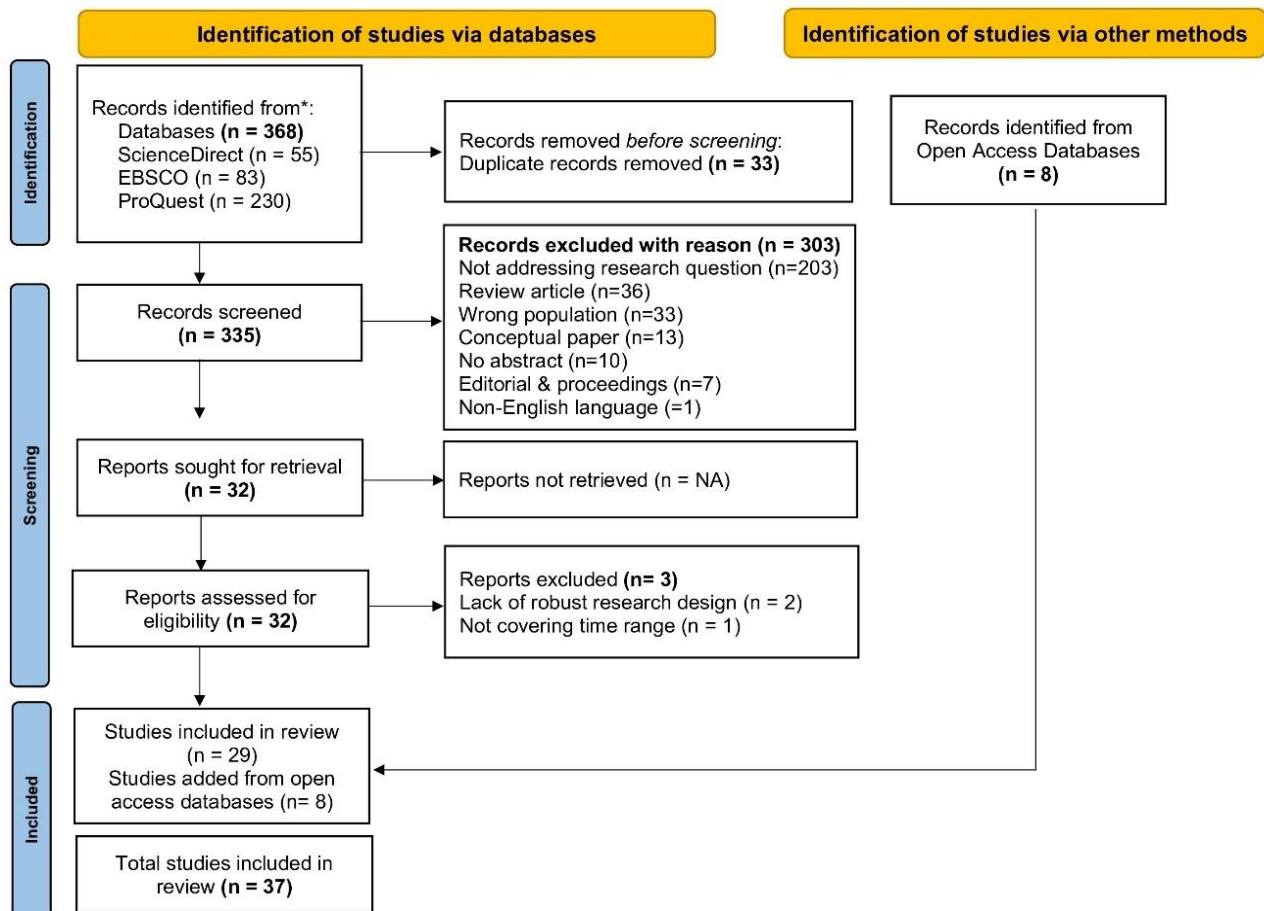 Identification of studies via databases
Identification of studies via other methods
Identification
Records identified from*:
Databases (n = 368)
ScienceDirect (n = 55)
EBSCO (n = 83)
ProQuest (n = 230)
Records removed before screening:
Duplicate records removed (n = 33)
Records identified from
Open Access Databases
(n = 8)
Screening
Records screened
(n = 335)
Records excluded with reason (n = 303)
Not addressing research question (n=203)
Review article (n=36)
Wrong population (n=33)
Conceptual paper (n=13)
No abstract (n=10)
Editorial & proceedings (n=7)
Non-English language (=1)
Reports sought for retrieval
(n = 32)
Reports not retrieved (n = NA)
Reports assessed for
eligibility (n = 32)
Reports excluded (n= 3)
Lack of robust research design (n = 2)
Not covering time range (n = 1)
Included
Studies included in review
(n = 29)
Studies added from open
access databases (n= 8)
Total studies included in
review (n = 37)